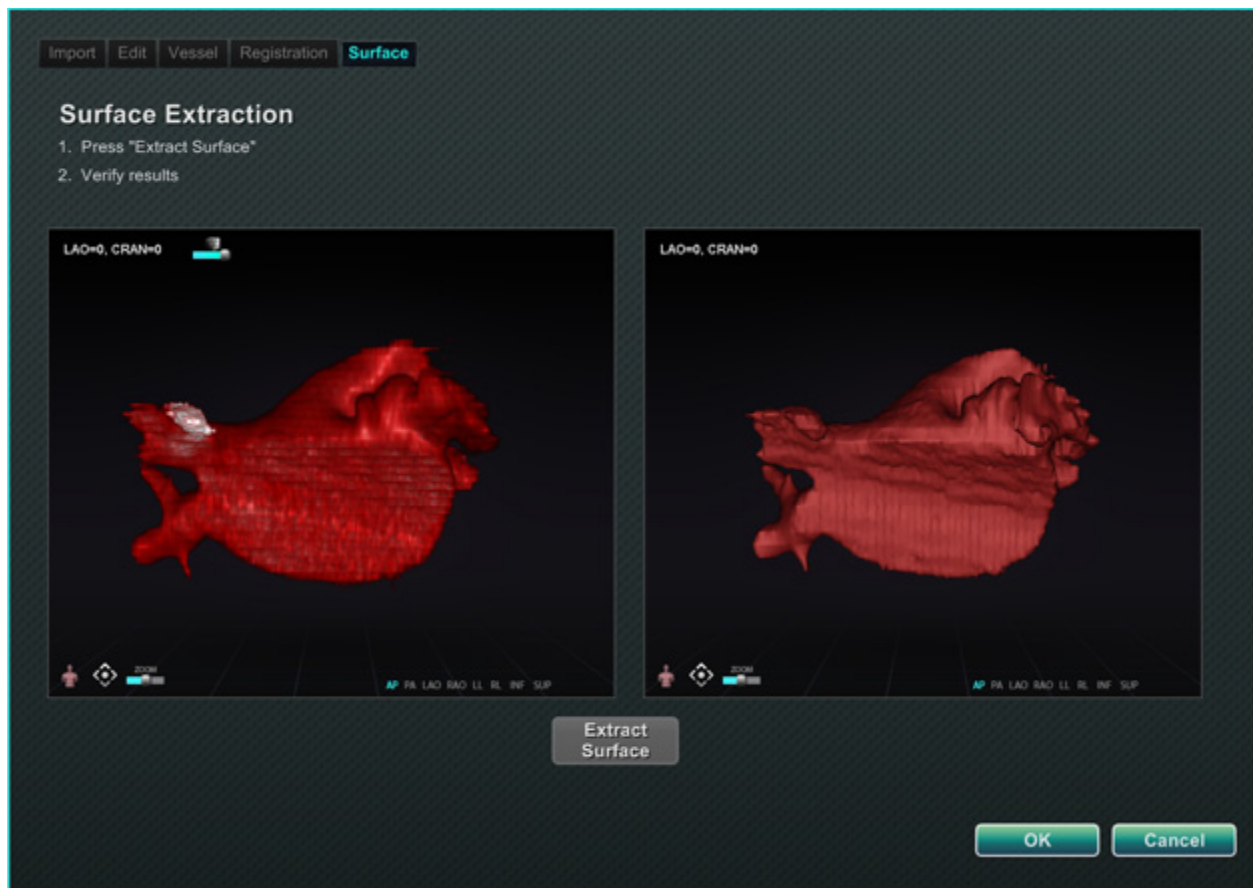 Import Edit Vessel Registration Surface
Surface Extraction
1. Press "Extract Surface"
2. Verify results
LAO=0, CRAN=0
LAO=0, CRAN=0
ZOOM
AP PA LAO RAO LL RL INF SUP
ZOOM
AP PA LAO RAO LL RL INF SUP
Extract
Surface
OK Cancel